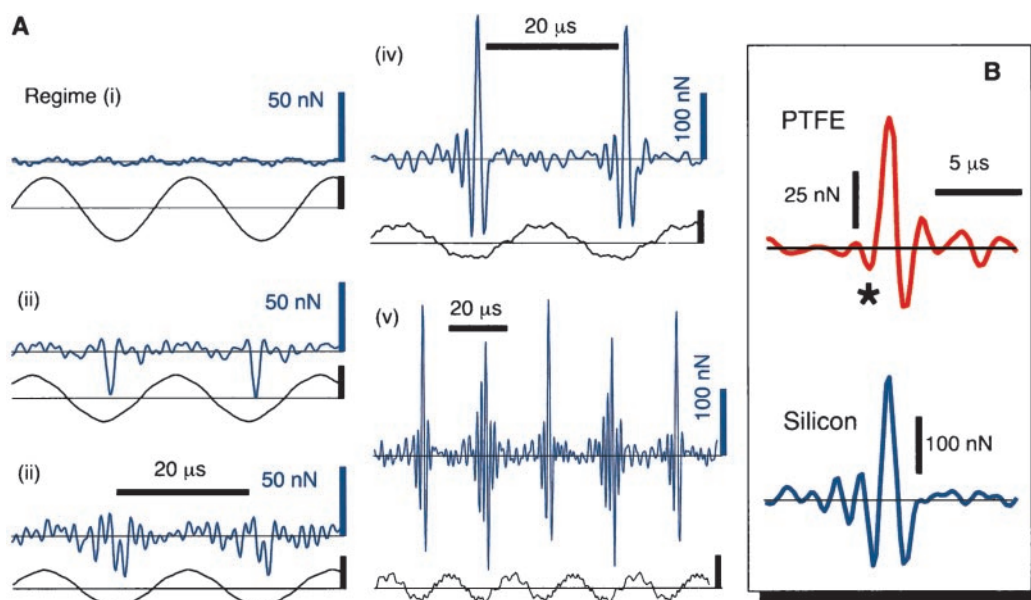 A
Regime (i)
50 nN
(ii)
50 nN
(ii)
20 µs
50 nN
(iv)
20 µs
100 nN
(v)
20 µs
100 nN
B
PTFE
5 µs
25 nN
*
Silicon
100 nN